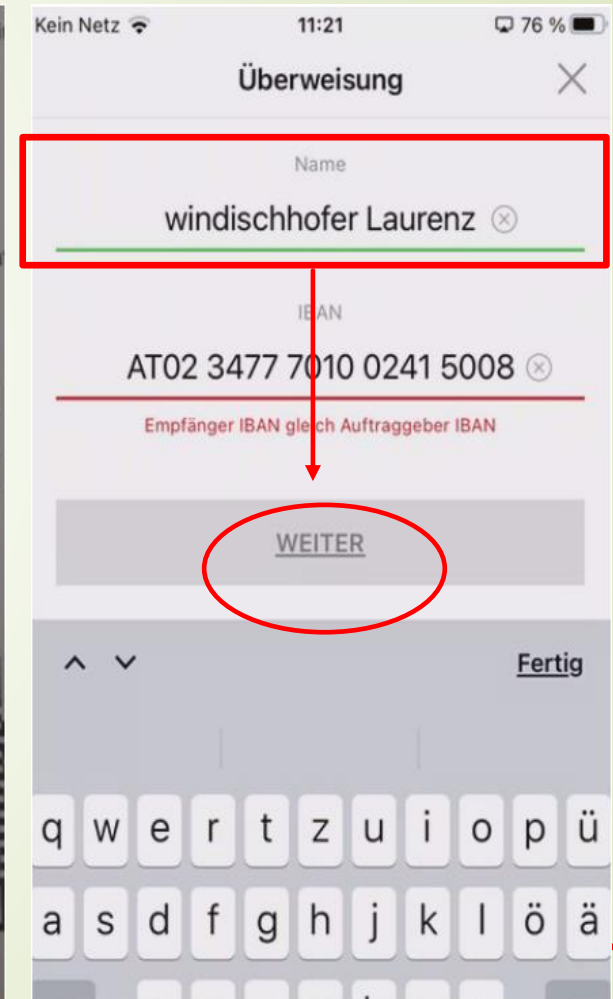 Kein Netz 11:21 76 %
Überweisung
Name
windischhofer Laurenz
IBAN
AT02 3477 7010 0241 5008
Empfänger IBAN gleich Auftraggeber IBAN
WEITER
Fertig
q w e r t z u i o p ü
a s d f g h j k l ö ä